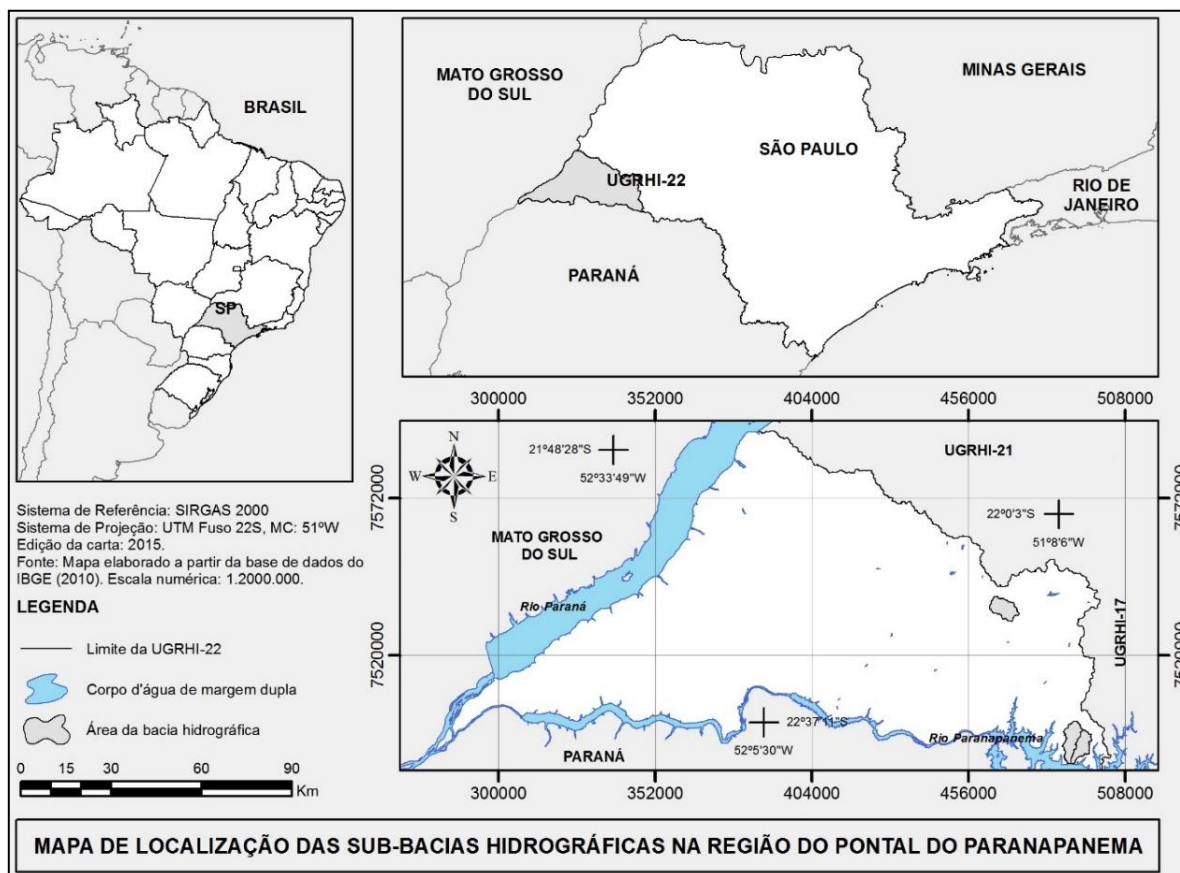 BRASIL
SP
MATO GROSSO
DO SUL
MINAS GERAIS
SÃO PAULO
UGRHI-22
RIO DE
JANEIRO
PARANÁ
Sistema de Referência: SIRGAS 2000
Sistema de Projeção: UTM Fuso 22S, MC: 51ºW
Edição da carta: 2015.
Fonte: Mapa elaborado a partir da base de dados do
IBGE (2010). Escala numérica: 1.2000.000.
LEGENDA
Limite da UGRHI-22
Corpo d'água de margem dupla
Área da bacia hidrográfica
0 15 30 60 90
Km
300000 352000 404000 456000 508000
N
W E
S
21º48'28"S
52º33'49"W
UGRHI-21
7572000
7572000
22º0'3"S
51º8'6"W
MATO GROSSO
DO SUL
Rio Paraná
UGRHI-17
7520000
7520000
22º37'11"S
52º5'30"W
Rio Paranapanema
PARANÁ
300000 352000 404000 456000 508000
MAPA DE LOCALIZAÇÃO DAS SUB-BACIAS HIDROGRÁFICAS NA REGIÃO DO PONTAL DO PARANAPANEMA